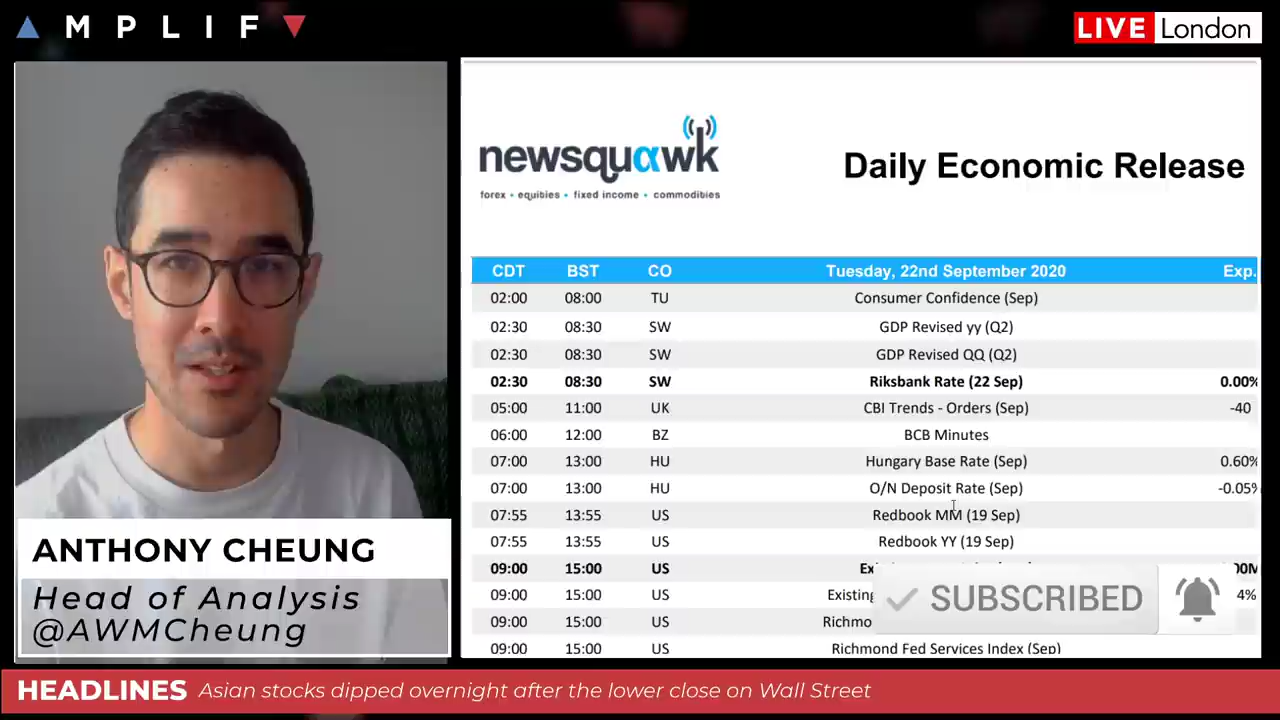 AMPLIFY
LIVE London
newsquawk
forex • equities • fixed income • commodities
Daily Economic Release
CDT BST CO Tuesday, 22nd September 2020 Exp.
02:00 08:00 TU Consumer Confidence (Sep)
02:30 08:30 SW GDP Revised yy (Q2)
02:30 08:30 SW GDP Revised QQ (Q2)
02:30 08:30 SW Riksbank Rate (22 Sep) 0.00%
05:00 11:00 UK CBI Trends - Orders (Sep) -40
06:00 12:00 BZ BCB Minutes
07:00 13:00 HU Hungary Base Rate (Sep) 0.60%
07:00 13:00 HU O/N Deposit Rate (Sep) -0.05%
07:55 13:55 US Redbook MM (19 Sep)
07:55 13:55 US Redbook YY (19 Sep)
09:00 15:00 US
09:00 15:00 US Existing 4%
09:00 15:00 US
09:00 15:00 US Richmond Fed Services Index (Sep)
SUBSCRIBED
ANTHONY CHEUNG
Head of Analysis
@AWMCheung
HEADLINES Asian stocks dipped overnight after the lower close on Wall Street